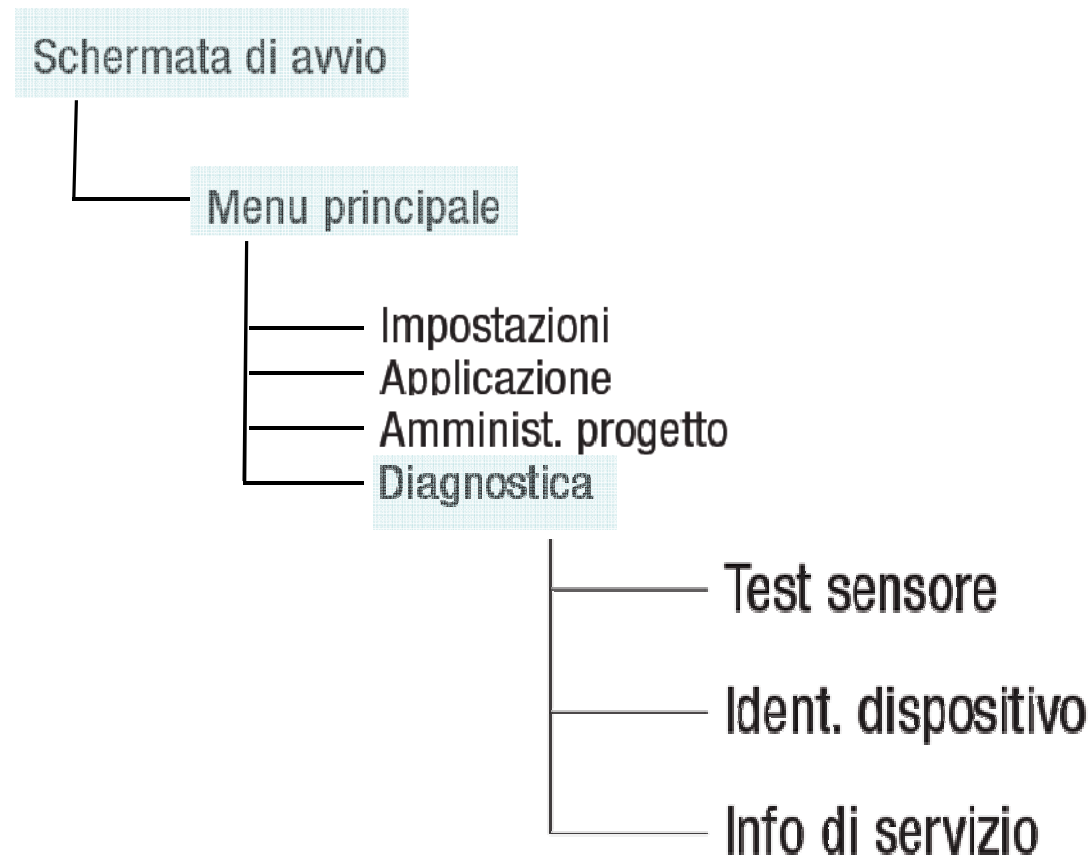 Schermata di avvio
Menu principale
Impostazioni
Applicazione
Amminist. progetto
Diagnostica
Test sensore
Ident. dispositivo
Info di servizio